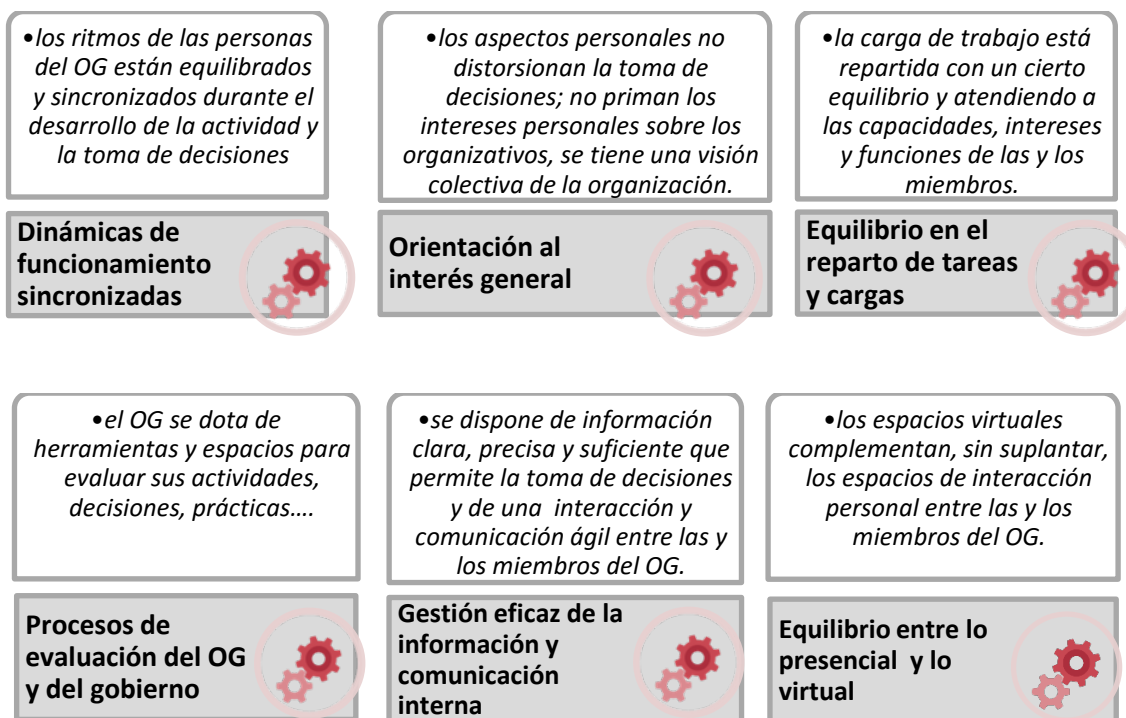 •los ritmos de las personas
del OG están equilibrados
y sincronizados durante el
desarrollo de la actividad y
la toma de decisiones
Dinámicas de
funcionamiento
sincronizadas
•los aspectos personales no
distorsionan la toma de
decisiones; no priman los
intereses personales sobre los
organizativos, se tiene una visión
colectiva de la organización.
Orientación al
interés general
•la carga de trabajo está
repartida con un cierto
equilibrio y atendiendo a
las capacidades, intereses
y funciones de las y los
miembros.
Equilibrio en el
reparto de tareas
y cargas
•el OG se dota de
herramientas y espacios para
evaluar sus actividades,
decisiones, prácticas….
Procesos de
evaluación del OG
y del gobierno
•se dispone de información
clara, precisa y suficiente que
permite la toma de decisiones
y de una  interacción y
comunicación ágil entre las y
los miembros del OG.
Gestión eficaz de la
información y
comunicación
interna
•los espacios virtuales
complementan, sin suplantar,
los espacios de interacción
personal entre las y los
miembros del OG.
Equilibrio entre lo
presencial  y lo
virtual